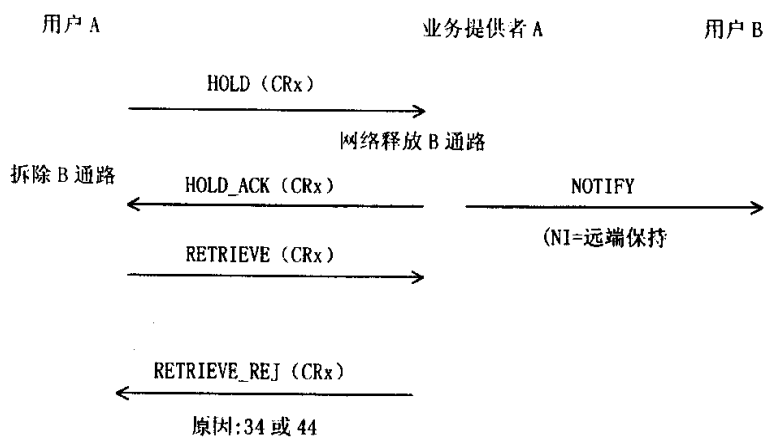 用户 A 业务提供者 A 用户 B
HOLD (CRx)
网络释放 B 通路
拆除 B 通路
HOLD_ACK (CRx) NOTIFY
(NI=远端保持
RETRIEVE (CRx)
RETRIEVE_REJ (CRx)
原因:34 或 44